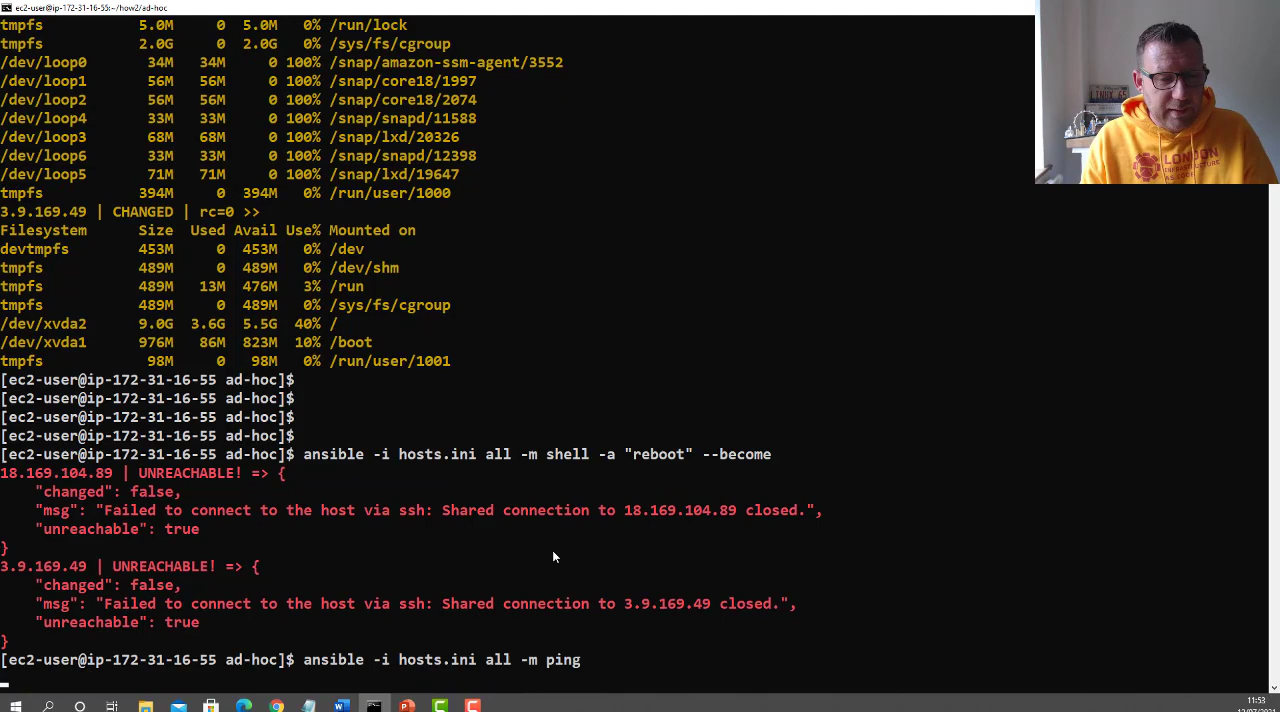 ec2-user@ip-172-31-16-55:~/how2/ad-hoc
tmpfs 5.0M 0 5.0M 0% /run/lock
tmpfs 2.0G 0 2.0G 0% /sys/fs/cgroup
/dev/loop0 34M 34M 0 100% /snap/amazon-ssm-agent/3552
/dev/loop1 56M 56M 0 100% /snap/core18/1997
/dev/loop2 56M 56M 0 100% /snap/core18/2074
/dev/loop4 33M 33M 0 100% /snap/snapd/11588
/dev/loop3 68M 68M 0 100% /snap/lxd/20326
/dev/loop6 33M 33M 0 100% /snap/snapd/12398
/dev/loop5 71M 71M 0 100% /snap/lxd/19647
tmpfs 394M 0 394M 0% /run/user/1000
3.9.169.49 | CHANGED | rc=0 >>
Filesystem Size Used Avail Use% Mounted on
devtmpfs 453M 0 453M 0% /dev
tmpfs 489M 0 489M 0% /dev/shm
tmpfs 489M 13M 476M 3% /run
tmpfs 489M 0 489M 0% /sys/fs/cgroup
/dev/xvda2 9.0G 3.6G 5.5G 40% /
/dev/xvda1 976M 86M 823M 10% /boot
tmpfs 98M 0 98M 0% /run/user/1001
[ec2-user@ip-172-31-16-55 ad-hoc]$
[ec2-user@ip-172-31-16-55 ad-hoc]$
[ec2-user@ip-172-31-16-55 ad-hoc]$
[ec2-user@ip-172-31-16-55 ad-hoc]$
[ec2-user@ip-172-31-16-55 ad-hoc]$ ansible -i hosts.ini all -m shell -a "reboot" --become
18.169.104.89 | UNREACHABLE! => {
"changed": false,
"msg": "Failed to connect to the host via ssh: Shared connection to 18.169.104.89 closed.",
"unreachable": true
}
3.9.169.49 | UNREACHABLE! => {
"changed": false,
"msg": "Failed to connect to the host via ssh: Shared connection to 3.9.169.49 closed.",
"unreachable": true
}
[ec2-user@ip-172-31-16-55 ad-hoc]$ ansible -i hosts.ini all -m ping
11:53
LINUX 65
LONDON
INFRASTRUCTURE
AS CODE